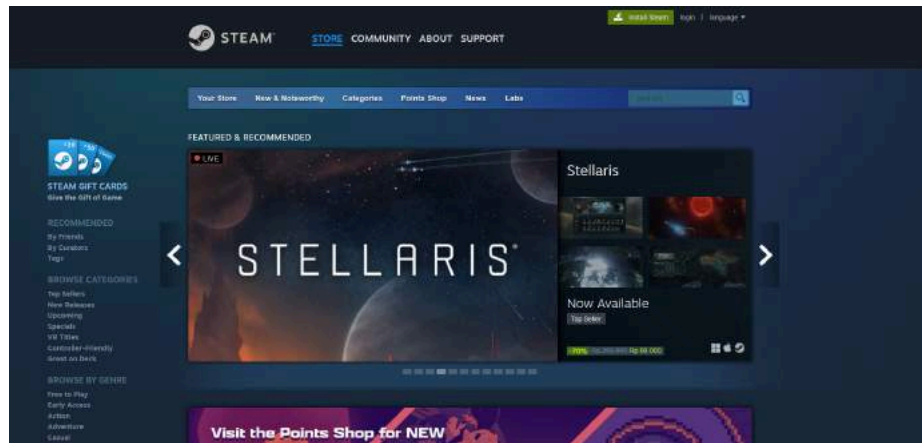 Install Steam login | language
STEAM
STORE COMMUNITY ABOUT SUPPORT
Your Store New & Noteworthy Categories Points Shop News Labs
FEATURED & RECOMMENDED
LIVE
STELLARIS
Stellaris
Now Available
Top Seller
-70%
STEAM GIFT CARDS
Give the Gift of Game
RECOMMENDED
By Friends
By Curators
Tags
BROWSE CATEGORIES
Top Sellers
New Releases
Upcoming
Specials
VR Titles
Controller-Friendly
Great on Deck
BROWSE BY GENRE
Free to Play
Early Access
Action
Adventure
Casual
Visit the Points Shop for NEW